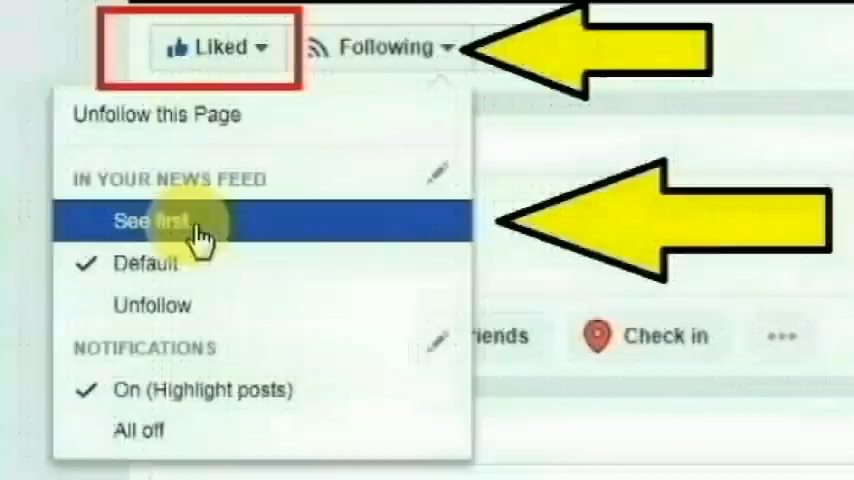 Liked Following
Unfollow this Page
IN YOUR NEWS FEED
See first
Default
Unfollow
riends Check in
NOTIFICATIONS
On (Highlight posts)
All off